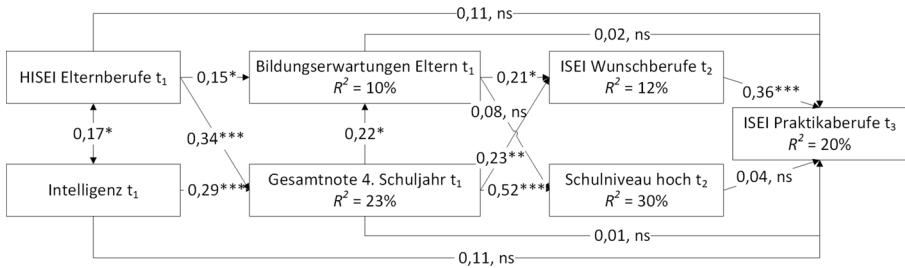 0,11, ns
0,02, ns
HISEI Elternberufe t₁
0,15*
Bildungserwartungen Eltern t₁
R² = 10%
0,21*
ISEI Wunschberufe t₂
R² = 12%
0,36***
0,08, ns
0,17*
0,34***
0,22*
0,23**
ISEI Praktikaberufe t₃
R² = 20%
Intelligenz t₁
0,29***
Gesamtnote 4. Schuljahr t₁
R² = 23%
0,52***
Schulniveau hoch t₂
R² = 30%
0,04, ns
0,01, ns
0,11, ns